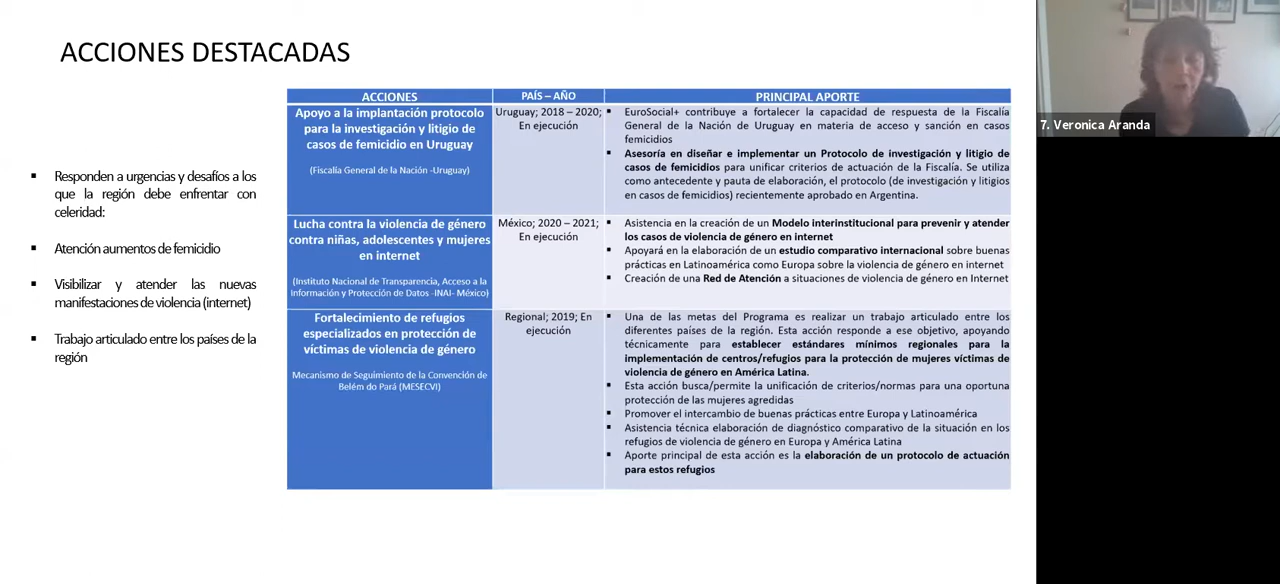 ACCIONES DESTACADAS
Responden a urgencias y desafíos a los
que la región debe enfrentar con
celeridad:
Atención aumentos de femicidio
Visibilizar y atender las nuevas
manifestaciones de violencia (internet)
Trabajo articulado entre los países de la
región
ACCIONES
PAÍS – AÑO
PRINCIPAL APORTE
Apoyo a la implantación protocolo
para la investigación y litigio de
casos de femicidio en Uruguay
(Fiscalía General de la Nación -Uruguay)
Uruguay; 2018 – 2020;
En ejecución
EuroSocial+ contribuye a fortalecer la capacidad de respuesta de la Fiscalía
General de la Nación de Uruguay en materia de acceso y sanción en casos
femicidios
Asesoría en diseñar e implementar un Protocolo de investigación y litigio de
casos de femicidios para unificar criterios de actuación de la Fiscalía. Se utiliza
como antecedente y pauta de elaboración, el protocolo (de investigación y litigios
en casos de femicidios) recientemente aprobado en Argentina.
Lucha contra la violencia de género
contra niñas, adolescentes y mujeres
en internet
(Instituto Nacional de Transparencia, Acceso a la
Información y Protección de Datos -INAI- México)
México; 2020 – 2021;
En ejecución
Asistencia en la creación de un Modelo interinstitucional para prevenir y atender
los casos de violencia de género en internet
Apoyará en la elaboración de un estudio comparativo internacional sobre buenas
prácticas en Latinoamérica como Europa sobre la violencia de género en internet
Creación de una Red de Atención a situaciones de violencia de género en Internet
Fortalecimiento de refugios
especializados en protección de
víctimas de violencia de género
Mecanismo de Seguimiento de la Convención de
Belém do Pará (MESECVI)
Regional; 2019; En
ejecución
Una de las metas del Programa es realizar un trabajo articulado entre los
diferentes países de la región. Esta acción responde a ese objetivo, apoyando
técnicamente para establecer estándares mínimos regionales para la
implementación de centros/refugios para la protección de mujeres víctimas de
violencia de género en América Latina.
Esta acción busca/permite la unificación de criterios/normas para una oportuna
protección de las mujeres agredidas
Promover el intercambio de buenas prácticas entre Europa y Latinoamérica
Asistencia técnica elaboración de diagnóstico comparativo de la situación en los
refugios de violencia de género en Europa y América Latina
Aporte principal de esta acción es la elaboración de un protocolo de actuación
para estos refugios
7. Veronica Aranda